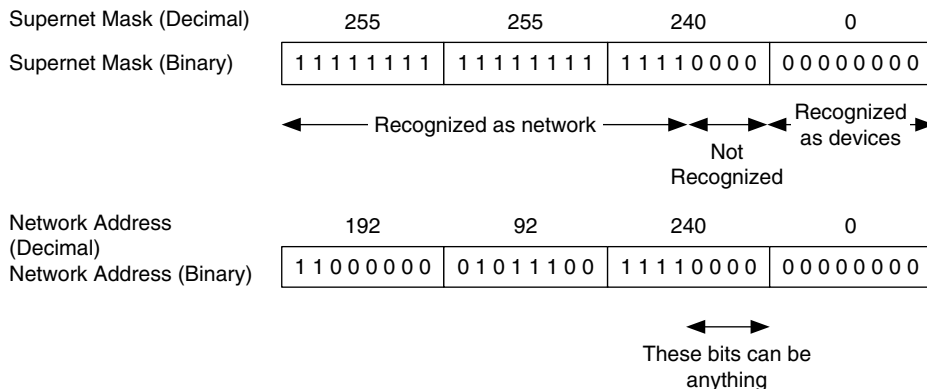 Supernet Mask (Decimal) 255 255 240 0
Supernet Mask (Binary) 1 1 1 1 1 1 1 1 1 1 1 1 1 1 1 1 1 1 1 1 0 0 0 0 0 0 0 0 0 0 0 0
Recognized as network
Not
Recognized
Recognized
as devices
Network Address
(Decimal)
192 92 240 0
Network Address (Binary) 1 1 0 0 0 0 0 0 0 1 0 1 1 1 0 0 1 1 1 1 0 0 0 0 0 0 0 0 0 0 0 0
These bits can be
anything